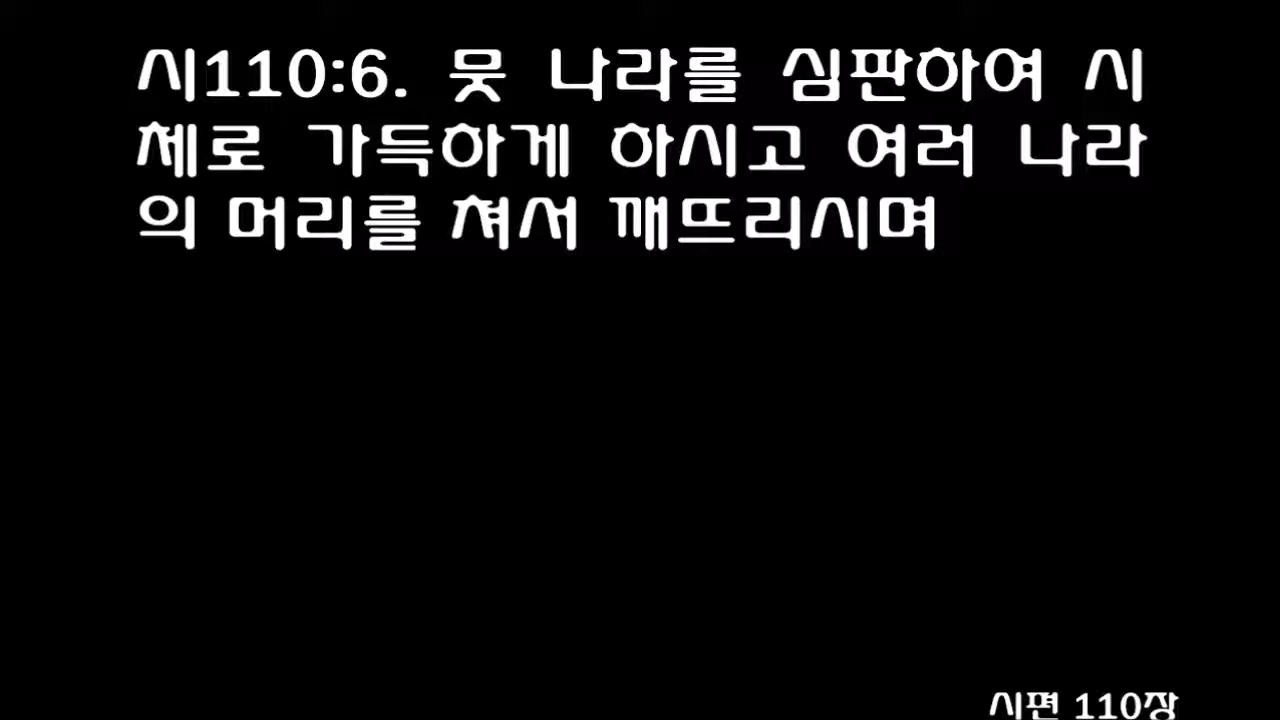 시110:6. 뭇 나라를 심판하여 시
체로 가득하게 하시고 여러 나라
의 머리를 쳐서 깨뜨리시며
시편 110장